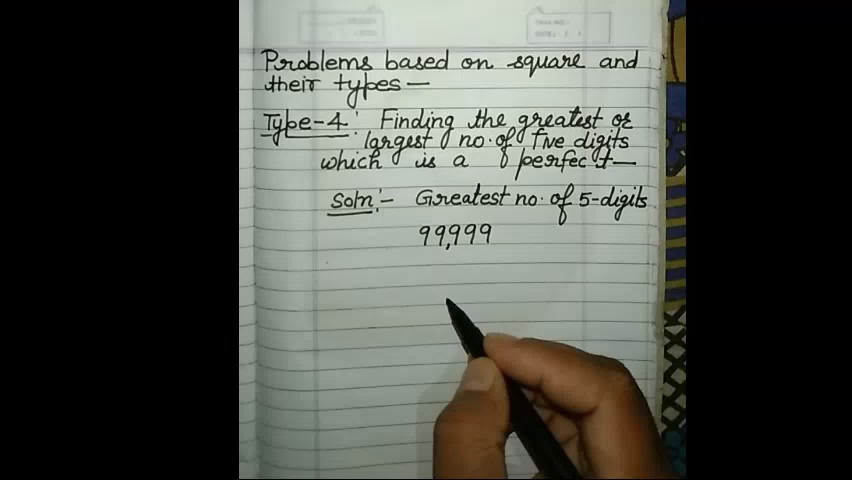 Problems based on square and
their types —
Type-4: Finding the greatest or
largest no. of five digits
which is a perfect —
Soln:- Greatest no. of 5-digits
99,999